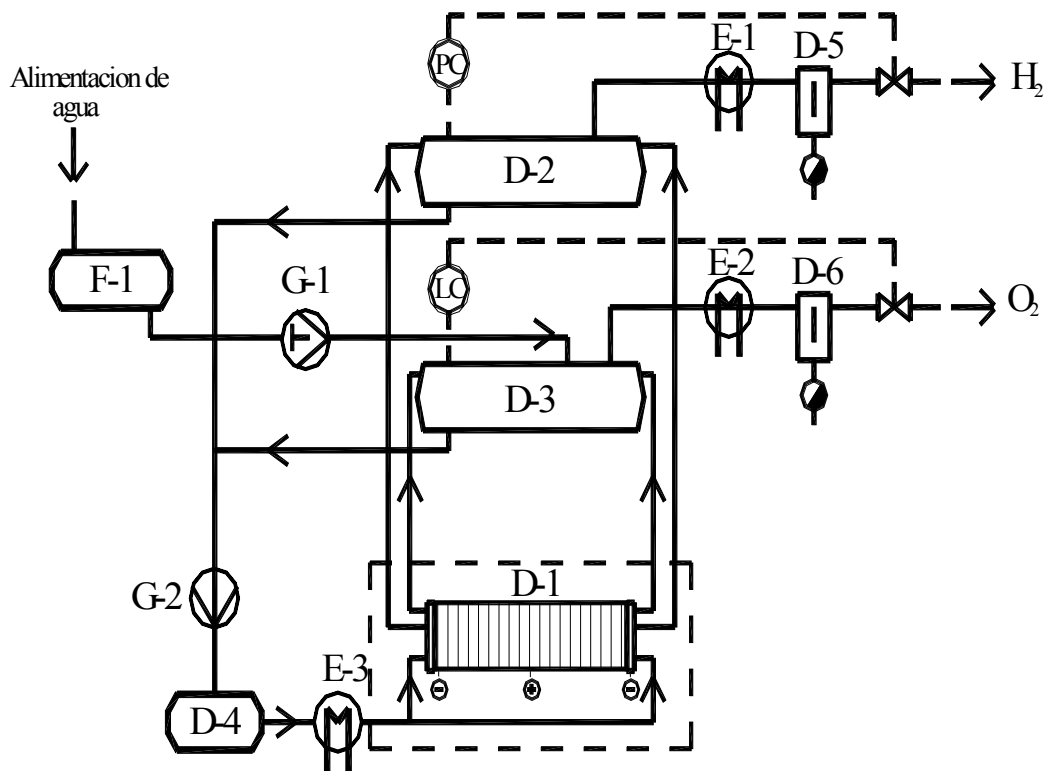 E-1
D-5
PC
Alimentacion de
agua
H₂
D-2
E-2
D-6
F-1
G-1
LC
O₂
D-3
D-1
G-2
E-3
- + -
D-4